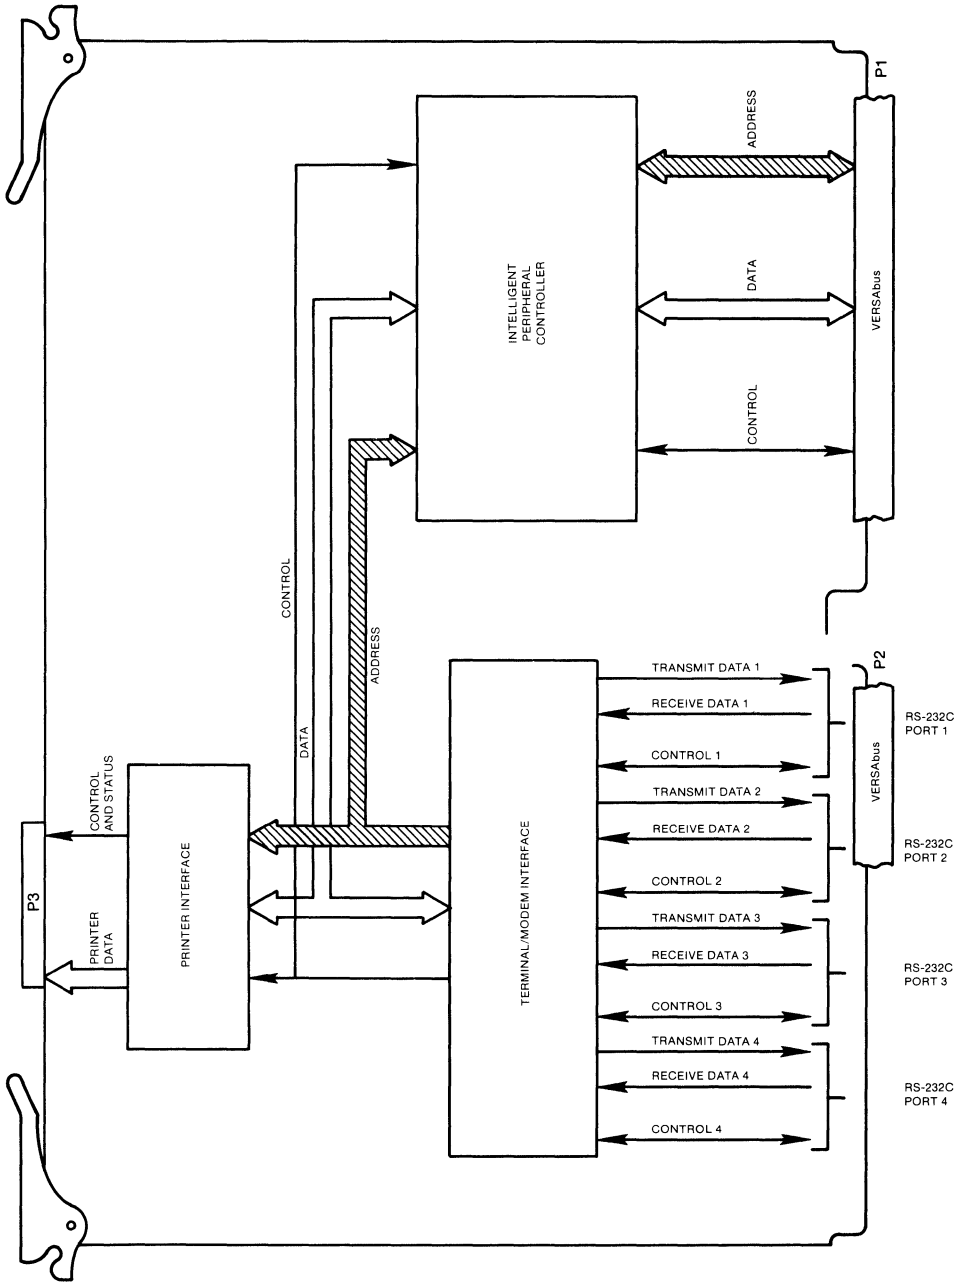 P1
ADDRESS
INTELLIGENT
PERIPHERAL
CONTROLLER
DATA
VERSAbus
CONTROL
CONTROL
ADDRESS
DATA
CONTROL
AND STATUS
P3
PRINTER
DATA
PRINTER INTERFACE
TERMINAL/MODEM INTERFACE
P2
VERSAbus
TRANSMIT DATA 1
RECEIVE DATA 1
CONTROL 1
RS-232C
PORT 1
TRANSMIT DATA 2
RECEIVE DATA 2
CONTROL 2
RS-232C
PORT 2
TRANSMIT DATA 3
RECEIVE DATA 3
CONTROL 3
RS-232C
PORT 3
TRANSMIT DATA 4
RECEIVE DATA 4
CONTROL 4
RS-232C
PORT 4